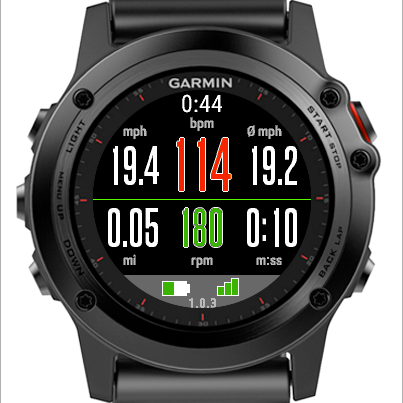 GARMIN
0:44
bpm
mph
Ø mph
19.4
114
19.2
0.05
180
0:10
mi
rpm
m:ss
1.0.3
LIGHT
MENU UP
DOWN
START STOP
BACK LAP